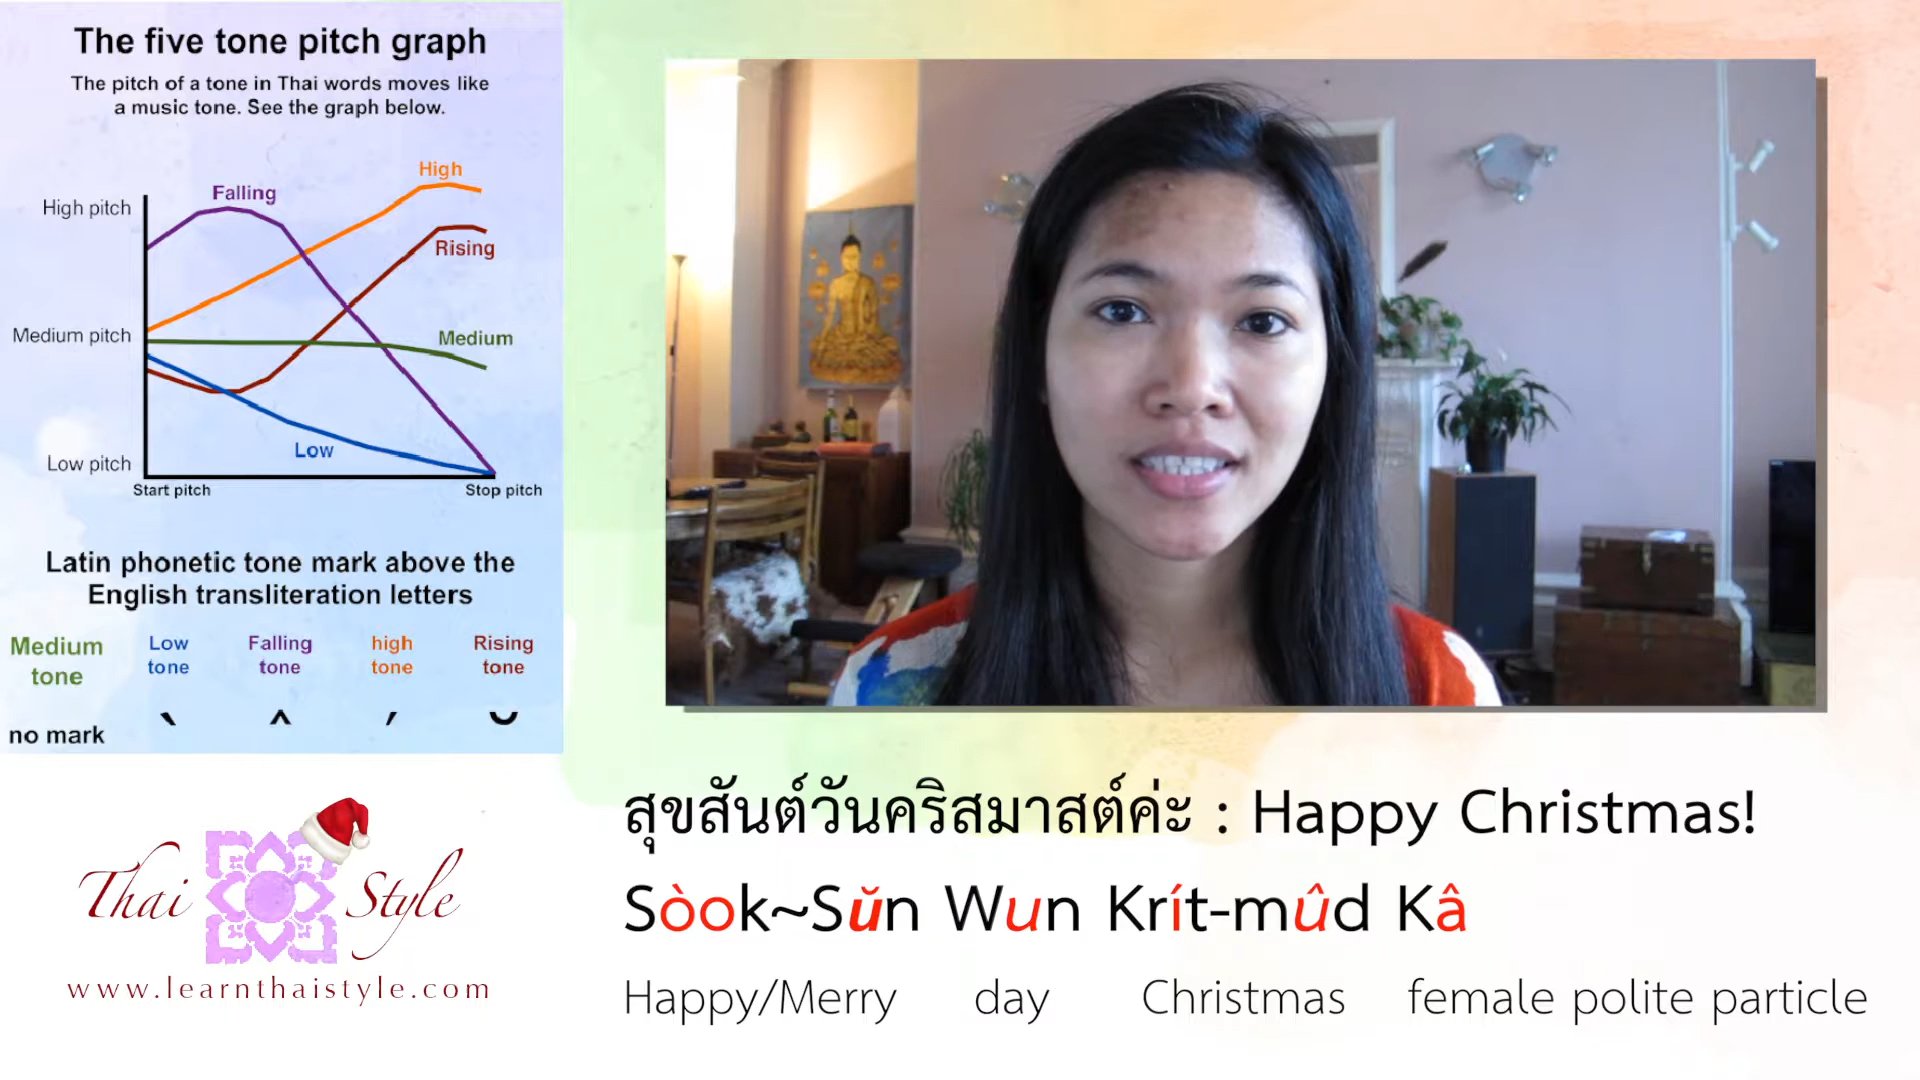 The five tone pitch graph
The pitch of a tone in Thai words moves like
a music tone. See the graph below.
High
Falling
High pitch
Rising
Medium pitch
Medium
Low
Low pitch
Start pitch
Stop pitch
Latin phonetic tone mark above the
English transliteration letters
Medium tone
Low tone
Falling tone
high tone
Rising tone
no mark
ˋ
^
ˊ
˘
Thai Style
www.learnthaistyle.com
สุขสันต์วันคริสมาสต์ค่ะ : Happy Christmas!
Sòok~Sŭn Wun Krít-mûd Kâ
Happy/Merry day Christmas female polite particle